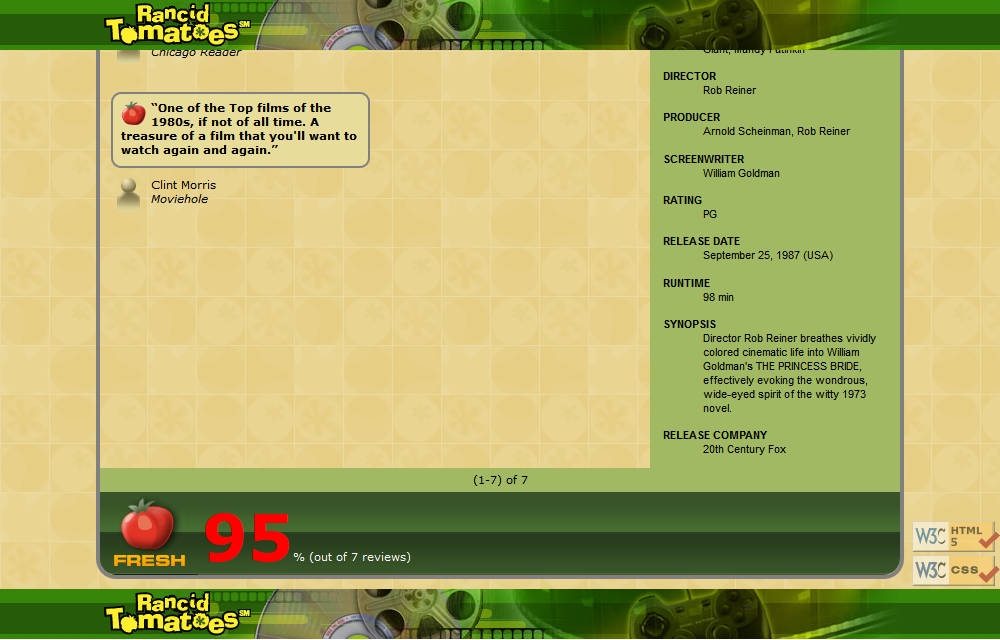 Rancid
TomatoesSM
Chicago Reader
“One of the Top films of the
1980s, if not of all time. A
treasure of a film that you'll want to
watch again and again.”
Clint Morris
Moviehole
Giant, Mandy Patinkin
DIRECTOR
Rob Reiner
PRODUCER
Arnold Scheinman, Rob Reiner
SCREENWRITER
William Goldman
RATING
PG
RELEASE DATE
September 25, 1987 (USA)
RUNTIME
98 min
SYNOPSIS
Director Rob Reiner breathes vividly
colored cinematic life into William
Goldman's THE PRINCESS BRIDE,
effectively evoking the wondrous,
wide-eyed spirit of the witty 1973
novel.
RELEASE COMPANY
20th Century Fox
(1-7) of 7
FRESH
95
% (out of 7 reviews)
W3C HTML
5
W3C CSS
Rancid
TomatoesSM